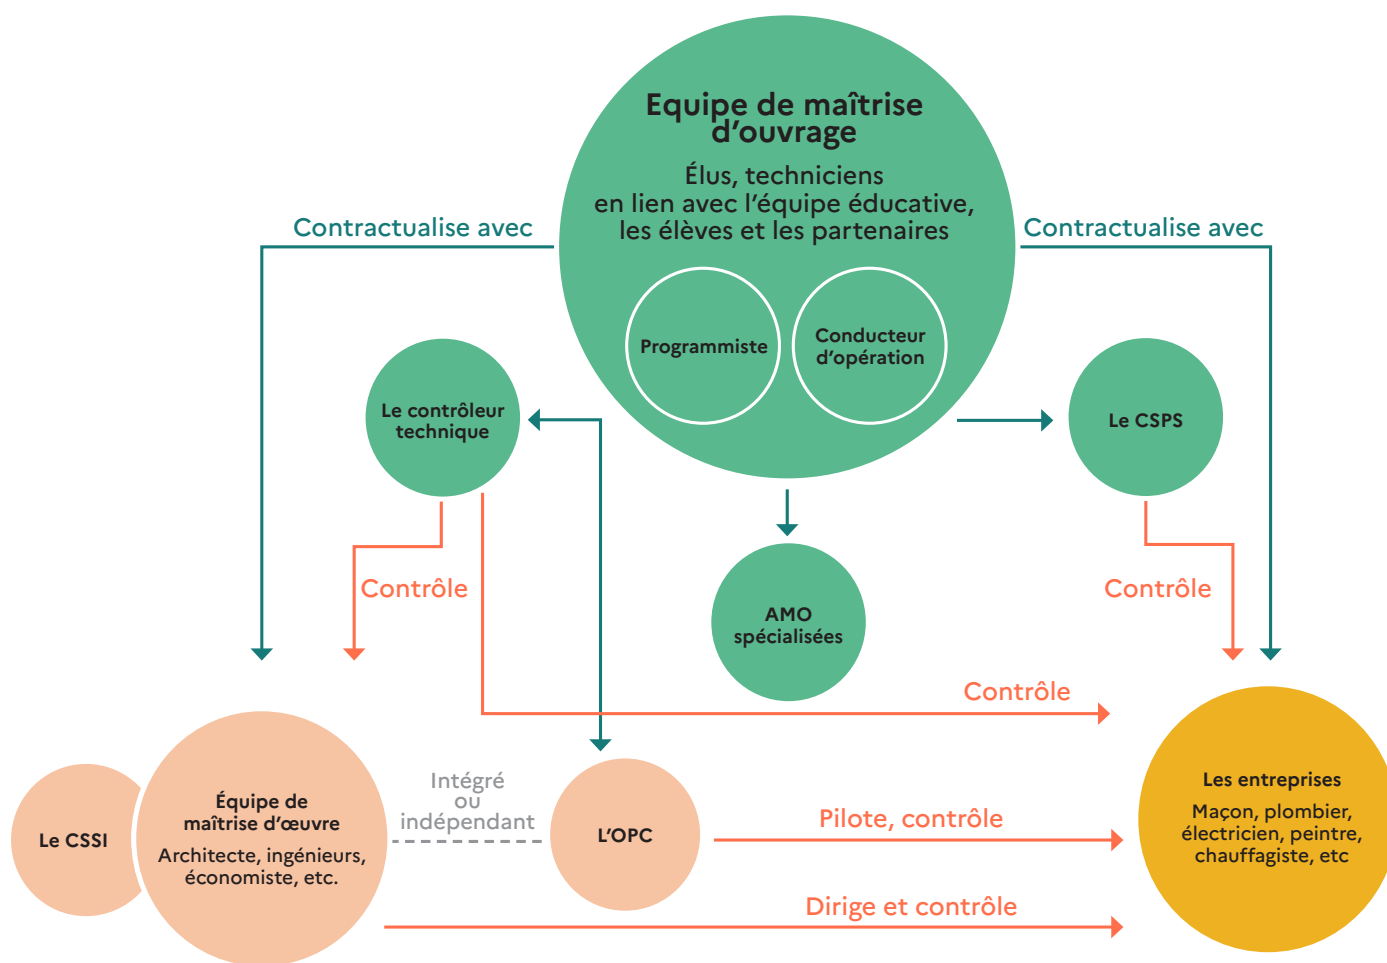 Equipe de maîtrise
d’ouvrage
Élus, techniciens
en lien avec l’équipe éducative,
les élèves et les partenaires
Contractualise avec
Contractualise avec
Programmiste
Conducteur
d’opération
Le contrôleur
technique
Le CSPS
Contrôle
Contrôle
AMO
spécialisées
Contrôle
Le CSSI
Équipe de
maîtrise d’œuvre
Architecte, ingénieurs,
économiste, etc.
Intégré
ou
indépendant
L’OPC
Pilote, contrôle
Dirige et contrôle
Les entreprises
Maçon, plombier,
électricien, peintre,
chauffagiste, etc